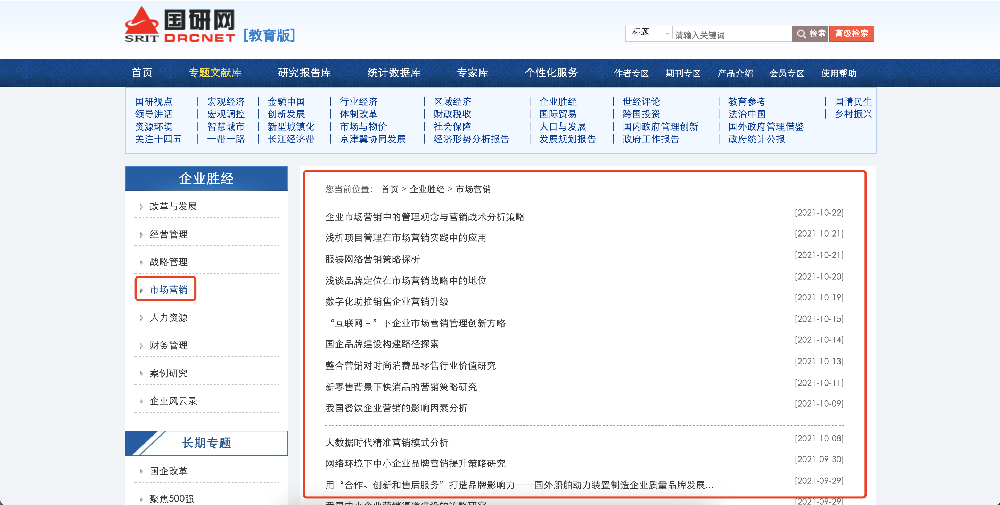 国研网
SRIT DRCNET [教育版]
标题 请输入关键词 检索 高级检索
首页 专题文献库 研究报告库 统计数据库 专家库 个性化服务 作者专区 期刊专区 产品介绍 会员专区 使用帮助
国研视点 | 宏观经济 | 金融中国 | 行业经济 | 区域经济 | 企业胜经 | 世经评论 | 教育参考 | 国情民生
领导讲话 | 宏观调控 | 创新发展 | 体制改革 | 财政税收 | 国际贸易 | 跨国投资 | 法治中国 | 乡村振兴
资源环境 | 智慧城市 | 新型城镇化 | 市场与物价 | 社会保障 | 人口与发展 | 国内政府管理创新 | 国外政府管理借鉴
关注十四五 | 一带一路 | 长江经济带 | 京津冀协同发展 | 经济形势分析报告 | 发展规划报告 | 政府工作报告 | 政府统计公报
企业胜经
改革与发展
经营管理
战略管理
市场营销
人力资源
财务管理
案例研究
企业风云录
长期专题
国企改革
聚焦500强
您当前位置： 首页 > 企业胜经 > 市场营销
企业市场营销中的管理观念与营销战术分析策略 [2021-10-22]
浅析项目管理在市场营销实践中的应用 [2021-10-21]
服装网络营销策略探析 [2021-10-21]
浅谈品牌定位在市场营销战略中的地位 [2021-10-20]
数字化助推销售企业营销升级 [2021-10-19]
“互联网＋”下企业市场营销管理创新方略 [2021-10-15]
国企品牌建设构建路径探索 [2021-10-14]
整合营销对时尚消费品零售行业价值研究 [2021-10-13]
新零售背景下快消品的营销策略研究 [2021-10-11]
我国餐饮企业营销的影响因素分析 [2021-10-09]
大数据时代精准营销模式分析 [2021-10-08]
网络环境下中小企业品牌营销提升策略研究 [2021-09-30]
用“合作、创新和售后服务”打造品牌影响力——国外船舶动力装置制造企业质量品牌发展... [2021-09-29]
我国中小企业营销渠道建设的策略研究 [2021-09-29]